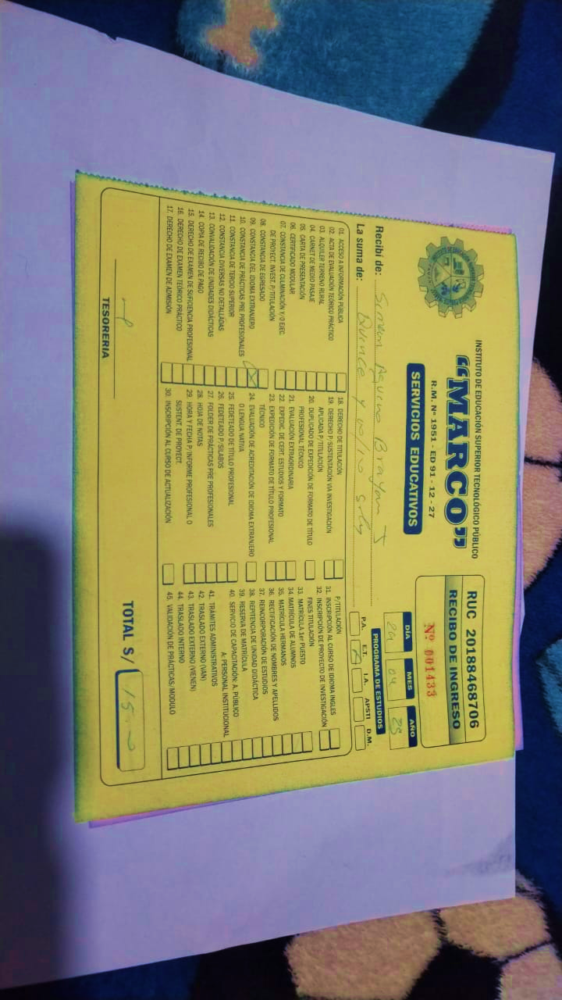 INSTITUTO DE EDUCACIÓN SUPERIOR TECNOLÓGICO PÚBLICO
“MARCO”
R.M. Nº 1951 - ED 91 - 12 - 27
SERVICIOS EDUCATIVOS
RUC 20188468706
RECIBO DE INGRESO
Nº 001433
DÍA MES AÑO
29 04 25
PROGRAMA DE ESTUDIOS
P.A. E.T. I.A. APSTI D.M.
Recibí de: Simeon Aquino Brayan J
La suma de: Quince y 00/100 soles
01. ACCESO A INFORMACIÓN PÚBLICA
02. ACTA DE EVALUACIÓN TEÓRICO PRÁCTICO
03. ALQUILER TERRENO RURAL
04. CARNET DE MEDIO PASAJE
05. CARTA DE PRESENTACIÓN
06. CERTIFICADO MODULAR
07. CONSTANCIA DE CULMINACIÓN Y/O EJEC.
DE PROYECT. INVEST. P/TITULACIÓN
08. CONSTANCIA DE EGRESADO
09. CONSTANCIA DEL IDIOMA EXTRANJERO
10. CONSTANCIA DE PRÁCTICAS PRE PROFESIONALES
11. CONSTANCIA DE TERCIO SUPERIOR
12. CONSTANCIA DIVERSAS NO DETALLADAS
13. CONVALIDACIÓN DE UNIDADES DIDÁCTICAS
14. COPIA DE RECIBO DE PAGO
15. DERECHO DE EXAMEN DE SUFICIENCIA PROFESIONAL
16. DERECHO DE EXAMEN TEÓRICO PRÁCTICO
17. DERECHO DE EXAMEN DE ADMISIÓN
18. DERECHO DE TITULACIÓN
19. DERECHO P/SUSTENTACIÓN VIA INVESTIGACIÓN
APLICADA P/TITULACIÓN
20. DUPLICADO DE EXPEDICIÓN DE FORMATO DE TÍTULO
PROFESIONAL TÉCNICO
21. EVALUACIÓN EXTRAORDINARIA
22. EXPEDIC. DE CERT. ESTUDIOS Y FORMATO
23. EXPEDICIÓN DE FORMATO DE TÍTULO PROFESIONAL
TÉCNICO
24. EVALUACIÓN DE ACREDITACIÓN DE IDIOMA EXTRANJERO
O LENGUA NATIVA
25. FEDETEADO DE TÍTULO PROFESIONAL
26. FEDETEADO P/SÍLABOS
27. FOLDER DE PRÁCTICAS PRE PROFESIONALES
28. HOJA DE NOTAS
29. HORA Y FECHA P/INFORME PROFESIONAL O
SUSTENT. DE PROYECT.
30. INSCRIPCIÓN AL CURSO DE ACTUALIZACIÓN
P/TITULACIÓN
31. INSCRIPCIÓN AL CURSO DE IDIOMA INGLES
32. INSCRIPCIÓN DE PROYECTO DE INVESTIGACIÓN
FINES TITULACIÓN
33. MATRÍCULA 1er PUESTO
34. MATRÍCULA DE ALUMNOS
35. MATRÍCULA HERMANOS
36. RECTIFICACIÓN DE NOMBRES Y APELLIDOS
37. REINCORPORACIÓN DE ESTUDIOS
38. REPITENCIA DE UNIDAD DIDÁCTICA
39. RESERVA DE MATRÍCULA
40. SERVICIO DE CAPACITACIÓN: A. PÚBLICO
A: PERSONAL INSTITUCIONAL
41. TRÁMITES ADMINISTRATIVOS
42. TRASLADO EXTERNO (VAN)
43. TRASLADO EXTERNO (VIENEN)
44. TRASLADO INTERNO
45. VALIDACIÓN DE PRÁCTICAS/MODULO
TESORERIA
TOTAL S/ 15.00